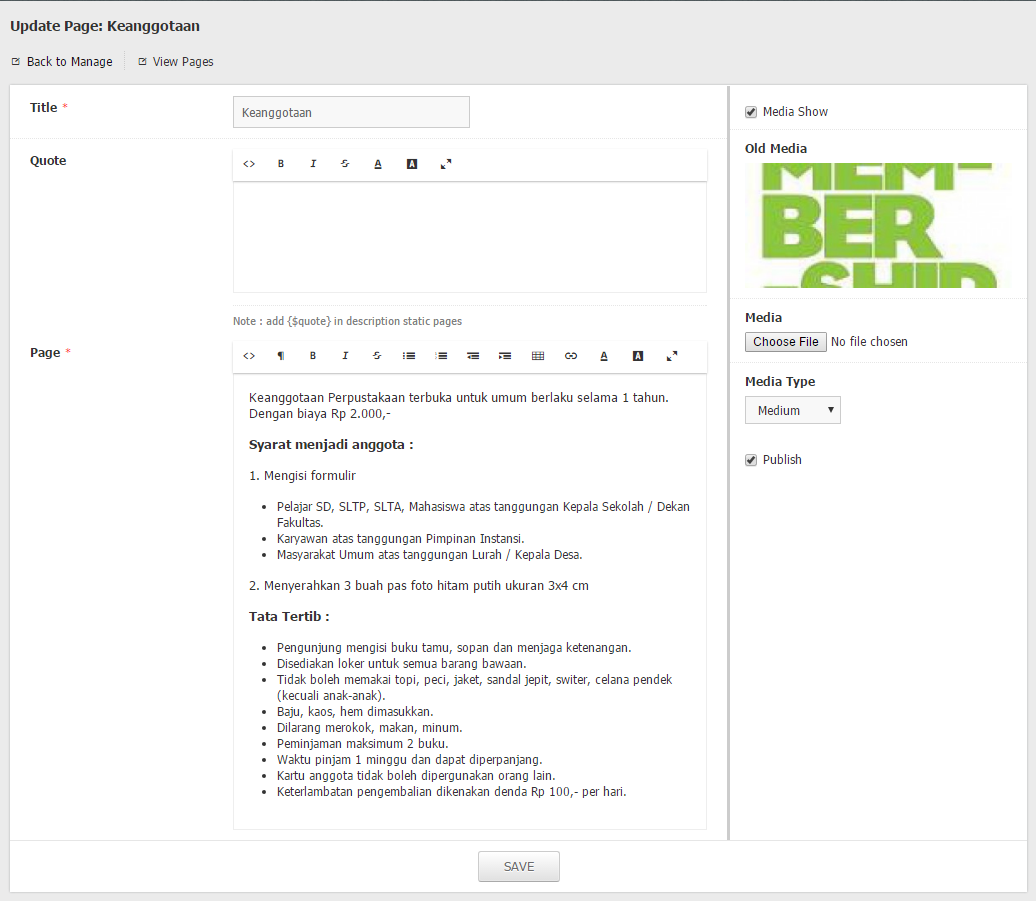 Update Page: Keanggotaan
Back to Manage
View Pages
Title *
Keanggotaan
Quote
Note : add {$quote} in description static pages
Page *
Keanggotaan Perpustakaan terbuka untuk umum berlaku selama 1 tahun.
Dengan biaya Rp 2.000,-
Syarat menjadi anggota :
1. Mengisi formulir
• Pelajar SD, SLTP, SLTA, Mahasiswa atas tanggungan Kepala Sekolah / Dekan
Fakultas.
• Karyawan atas tanggungan Pimpinan Instansi.
• Masyarakat Umum atas tanggungan Lurah / Kepala Desa.
2. Menyerahkan 3 buah pas foto hitam putih ukuran 3x4 cm
Tata Tertib :
• Pengunjung mengisi buku tamu, sopan dan menjaga ketenangan.
• Disediakan loker untuk semua barang bawaan.
• Tidak boleh memakai topi, peci, jaket, sandal jepit, switer, celana pendek
(kecuali anak-anak).
• Baju, kaos, hem dimasukkan.
• Dilarang merokok, makan, minum.
• Peminjaman maksimum 2 buku.
• Waktu pinjam 1 minggu dan dapat diperpanjang.
• Kartu anggota tidak boleh dipergunakan orang lain.
• Keterlambatan pengembalian dikenakan denda Rp 100,- per hari.
Media Show
Old Media
MEM-
BER
-SHIP
Media
Choose File No file chosen
Media Type
Medium
Publish
SAVE